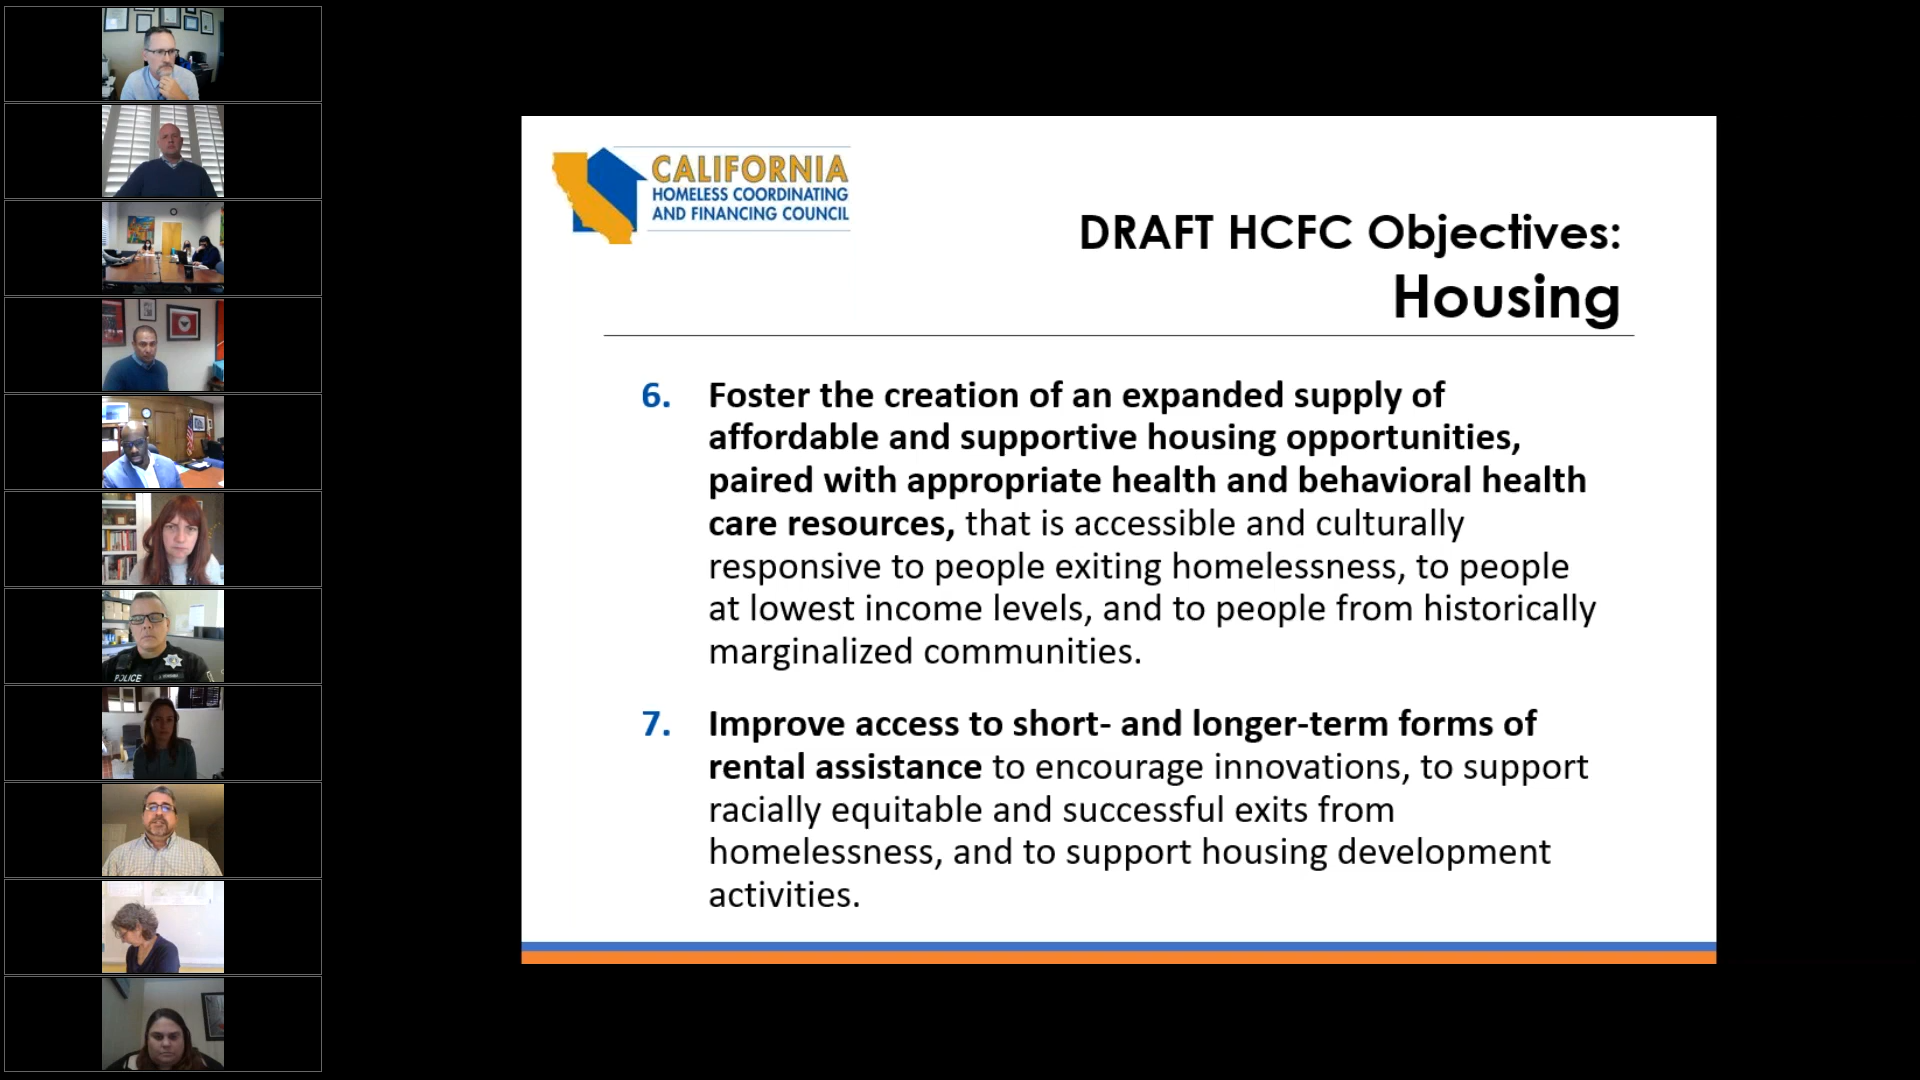 CALIFORNIA
HOMELESS COORDINATING
AND FINANCING COUNCIL
DRAFT HCFC Objectives:
Housing
6. Foster the creation of an expanded supply of
affordable and supportive housing opportunities,
paired with appropriate health and behavioral health
care resources, that is accessible and culturally
responsive to people exiting homelessness, to people
at lowest income levels, and to people from historically
marginalized communities.
7. Improve access to short- and longer-term forms of
rental assistance to encourage innovations, to support
racially equitable and successful exits from
homelessness, and to support housing development
activities.
POLICE